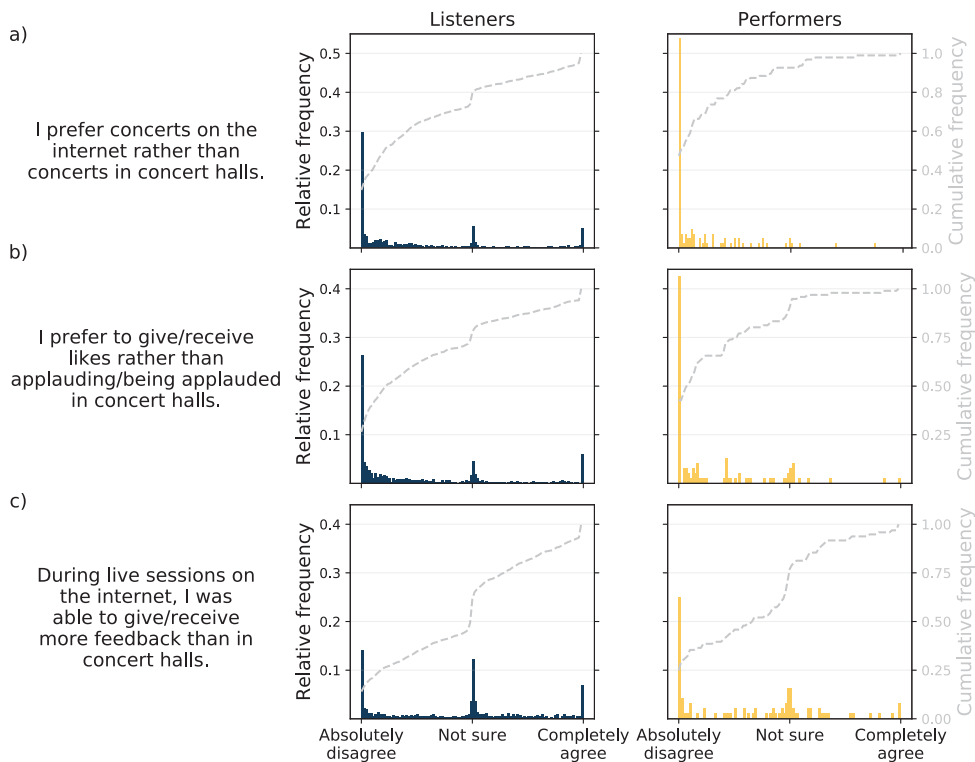 Listeners
Performers
a)
I prefer concerts on the
internet rather than
concerts in concert halls.
Relative frequency
0.5
0.4
0.3
0.2
0.1
1.0
0.8
0.6
0.4
0.2
0.0
Cumulative frequency
b)
I prefer to give/receive
likes rather than
applauding/being applauded
in concert halls.
Relative frequency
0.4
0.3
0.2
0.1
1.00
0.75
0.50
0.25
Cumulative frequency
c)
During live sessions on
the internet, I was
able to give/receive
more feedback than in
concert halls.
Relative frequency
0.4
0.3
0.2
0.1
1.00
0.75
0.50
0.25
0.00
Cumulative frequency
Absolutely
disagree
Not sure
Completely
agree
Absolutely
disagree
Not sure
Completely
agree